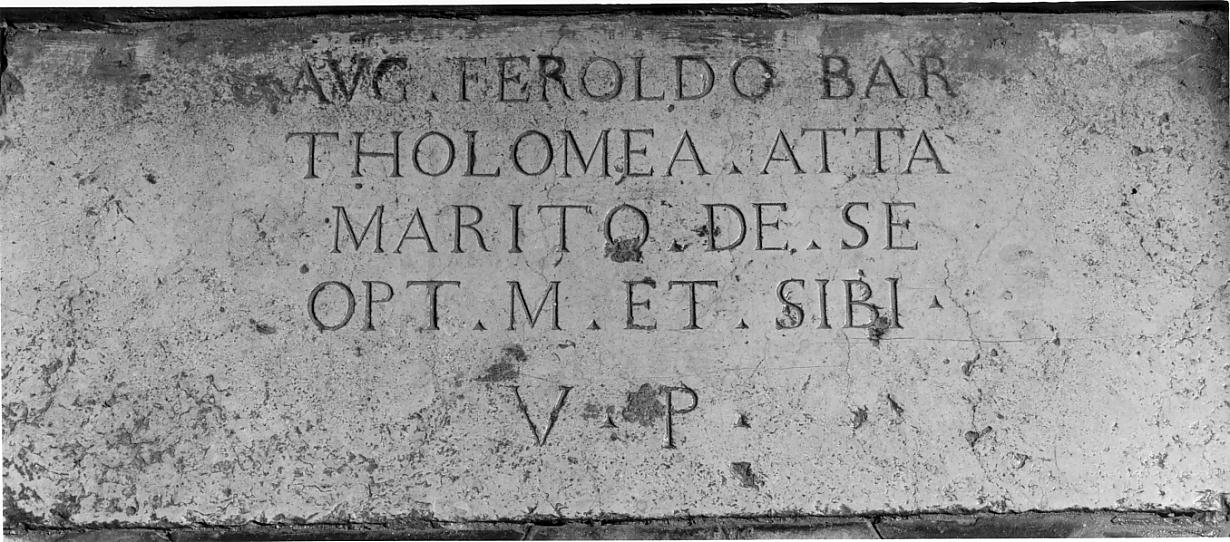 AVG. FEROLDO BAR
THOLOMEA. ATTA
MARITO. DE. SE
OPT. M. ET. SIBI.
V. P.